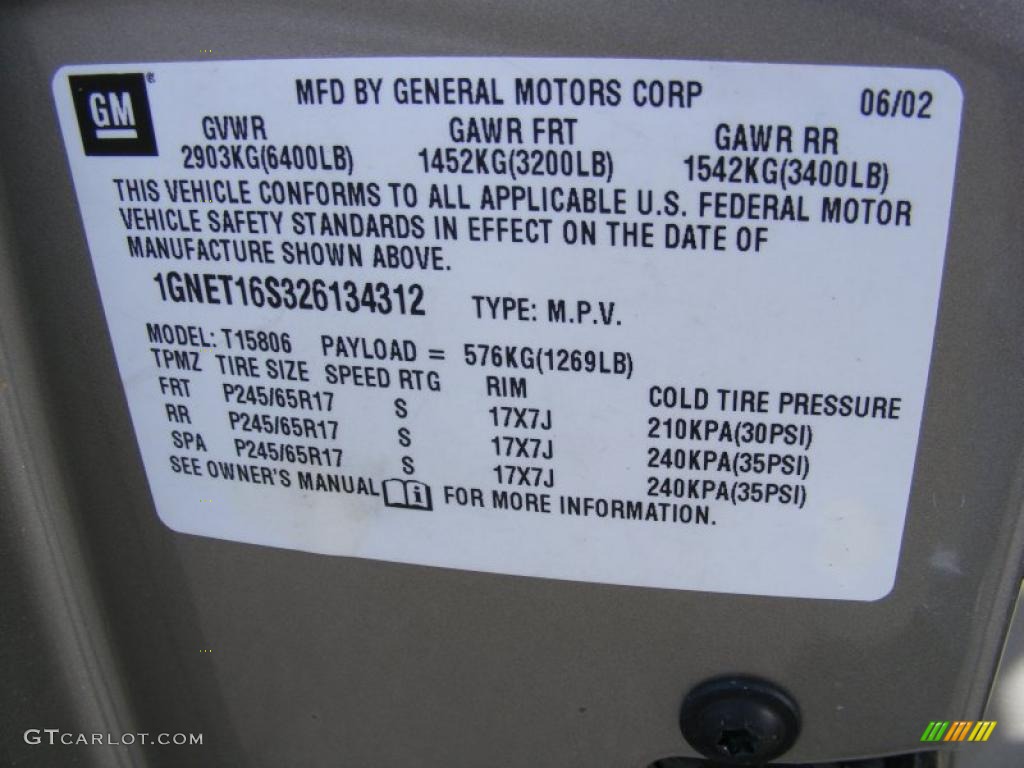 GM ®
MFD BY GENERAL MOTORS CORP 06/02
GVWR GAWR FRT GAWR RR
2903KG(6400LB) 1452KG(3200LB) 1542KG(3400LB)
THIS VEHICLE CONFORMS TO ALL APPLICABLE U.S. FEDERAL MOTOR
VEHICLE SAFETY STANDARDS IN EFFECT ON THE DATE OF
MANUFACTURE SHOWN ABOVE.
1GNET16S326134312 TYPE: M.P.V.
MODEL: T15806 PAYLOAD = 576KG(1269LB)
TPMZ TIRE SIZE SPEED RTG RIM COLD TIRE PRESSURE
FRT P245/65R17 S 17X7J 210KPA(30PSI)
RR P245/65R17 S 17X7J 240KPA(35PSI)
SPA P245/65R17 S 17X7J 240KPA(35PSI)
SEE OWNER'S MANUAL i FOR MORE INFORMATION.
GTCARLOT.COM